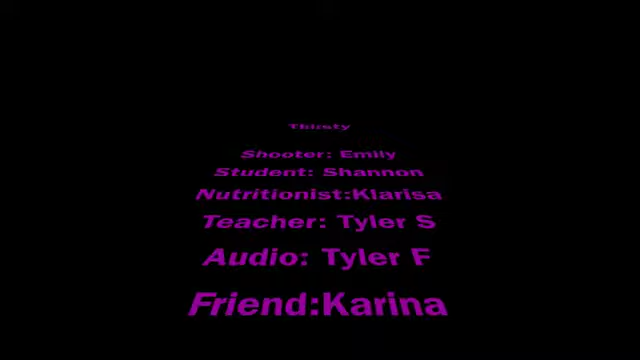 Thirsty
Shooter: Emily
Student: Shannon
Nutritionist:Klarisa
Teacher: Tyler S
Audio: Tyler F
Friend:Karina